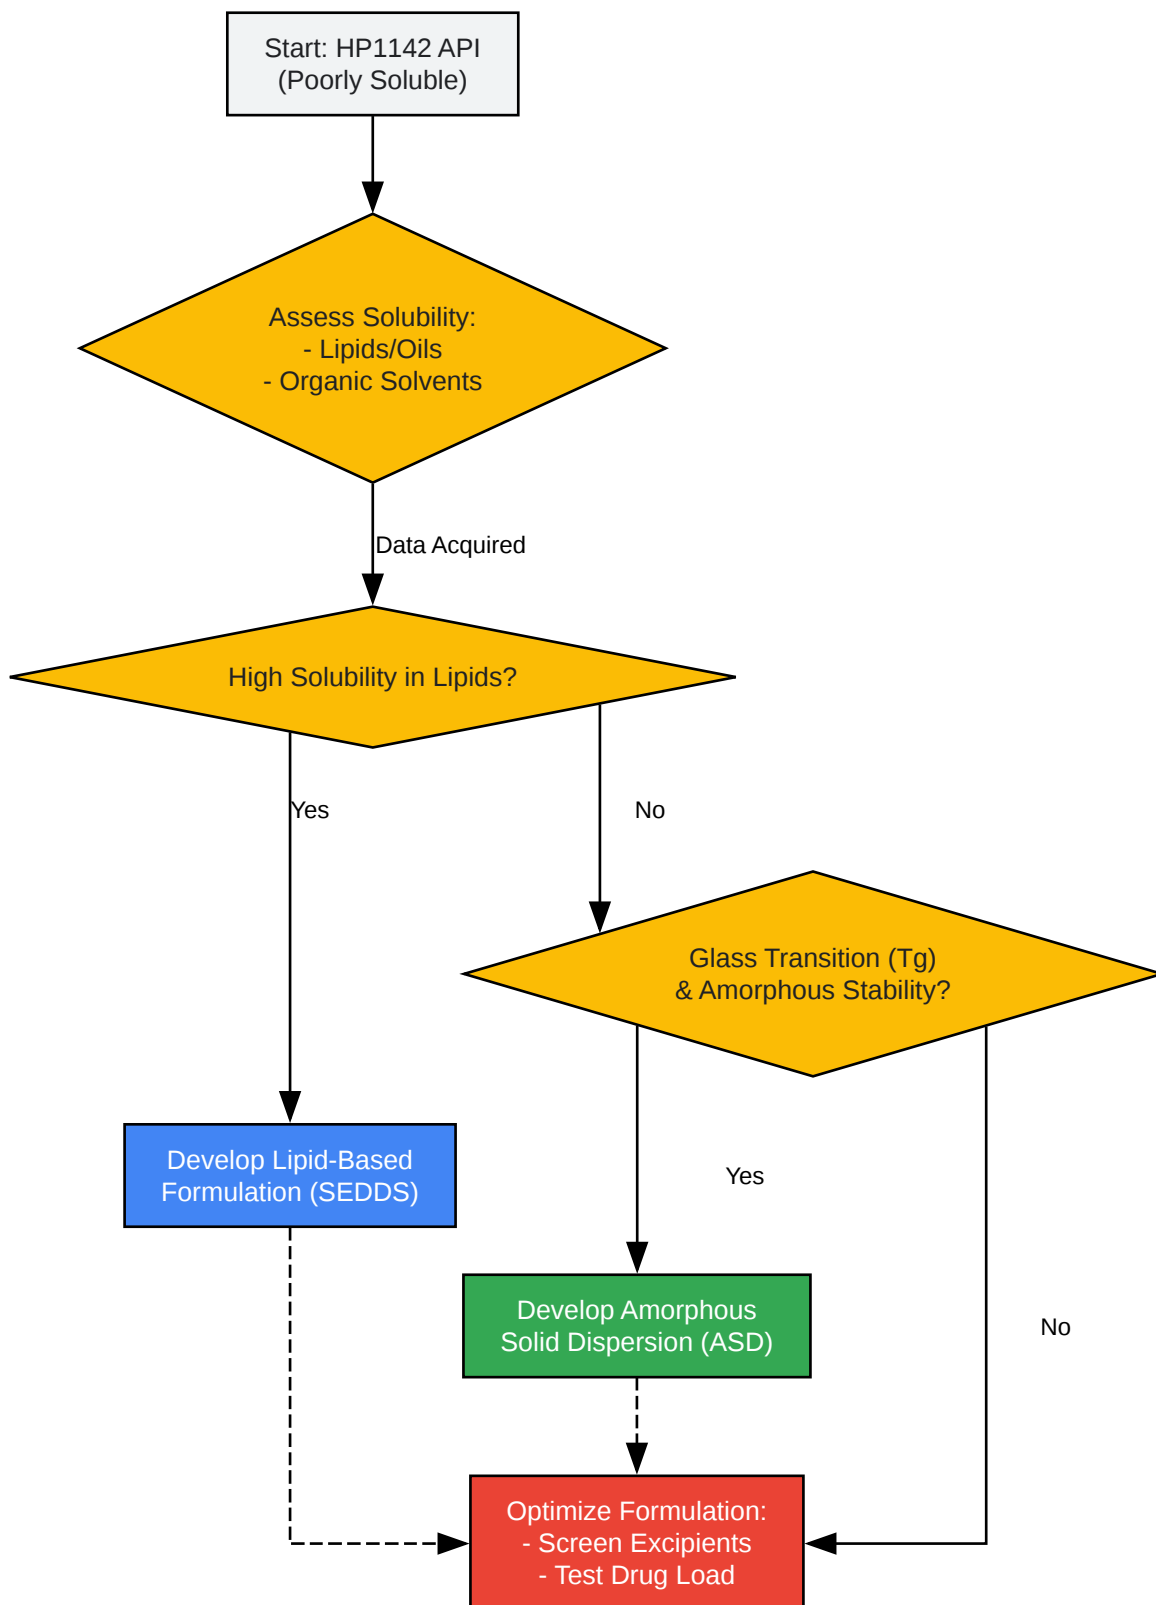 Start: HP1142 API
(Poorly Soluble)
Assess Solubility:
- Lipids/Oils
- Organic Solvents
Data Acquired
High Solubility in Lipids?
Yes
No
Glass Transition (Tg)
& Amorphous Stability?
Develop Lipid-Based
Formulation (SEDDS)
Yes
Develop Amorphous
Solid Dispersion (ASD)
No
Optimize Formulation:
- Screen Excipients
- Test Drug Load